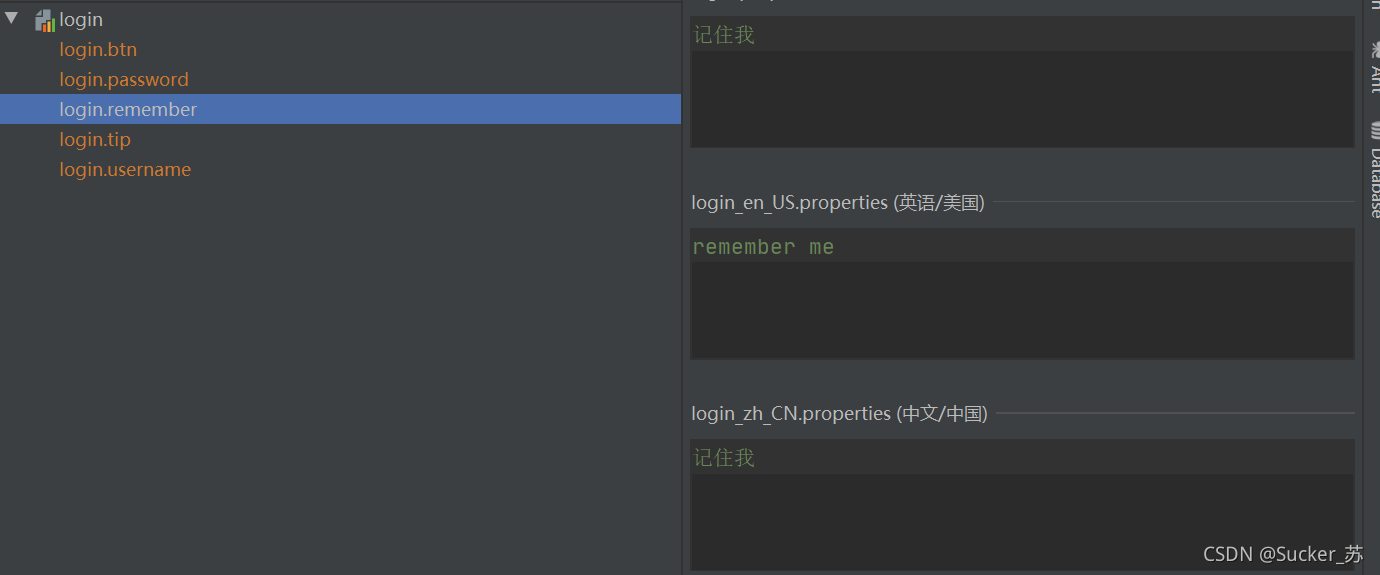 login
login.btn
login.password
login.remember
login.tip
login.username
记住我
login_en_US.properties (英语/美国)
remember me
login_zh_CN.properties (中文/中国)
记住我
Ant
Database
CSDN @Sucker_苏